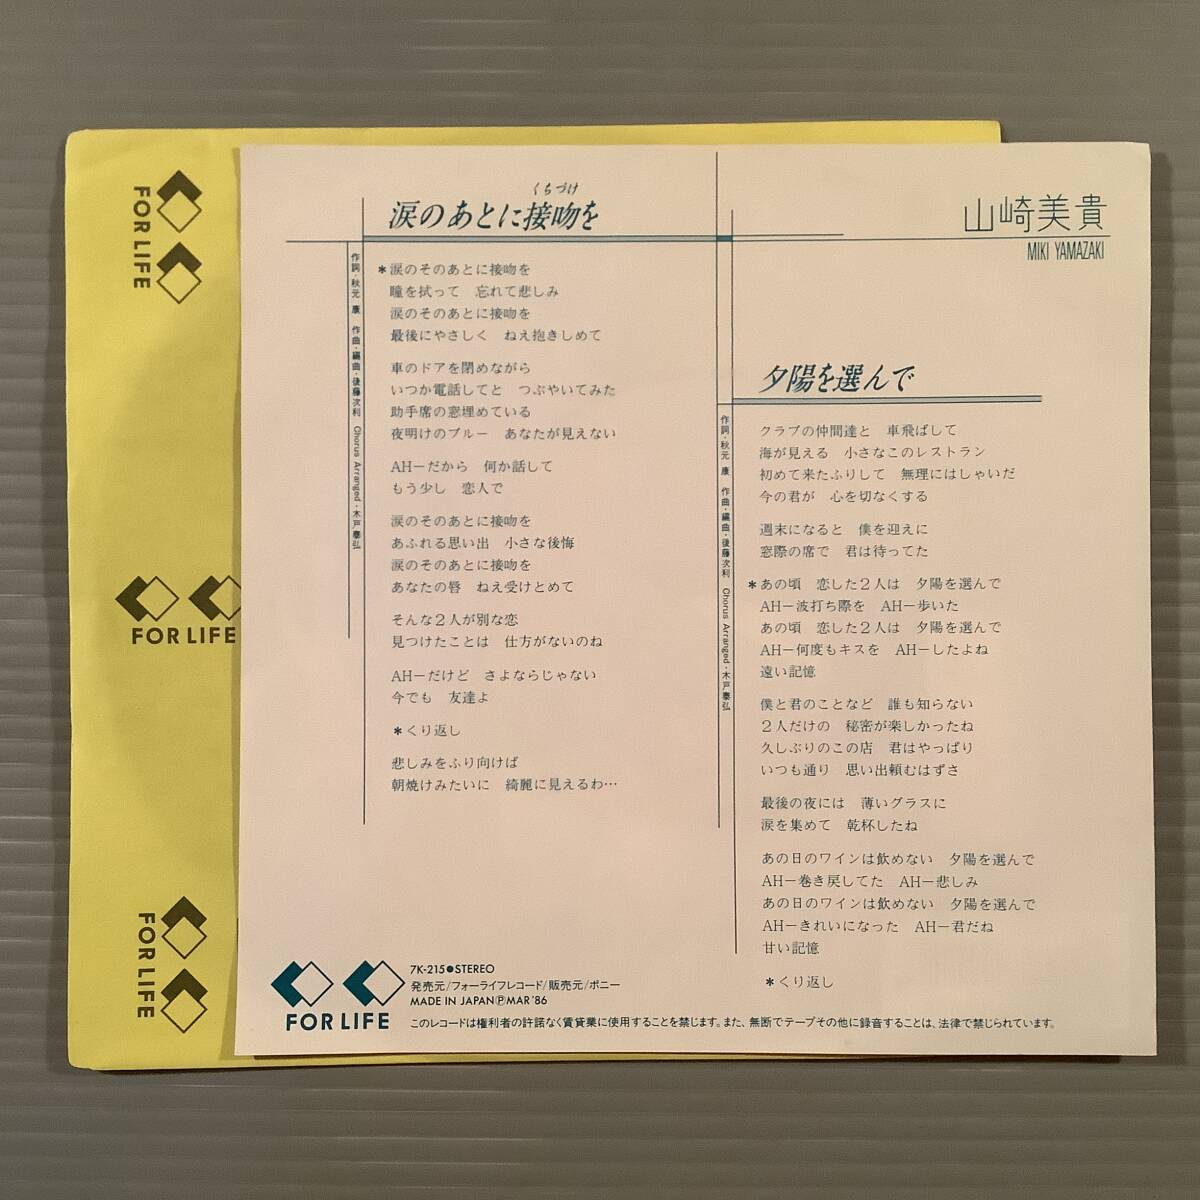 FOR LIFE
FOR LIFE
FOR LIFE
山崎美貴
MIKI YAMAZAKI
くちづけ
涙のあとに接吻を
作詞・秋元 康 作曲・編曲・後藤次利 Chorus Arranged・木戸泰弘
*涙のそのあとに接吻を
瞳を拭って 忘れて悲しみ
涙のそのあとに接吻を
最後にやさしく ねえ抱きしめて
車のドアを閉めながら
いつか電話してと つぶやいてみた
助手席の窓埋めている
夜明けのブルー あなたが見えない
AH−だから 何か話して
もう少し 恋人で
涙のそのあとに接吻を
あふれる思い出 小さな後悔
涙のそのあとに接吻を
あなたの唇 ねえ受けとめて
そんな2人が別な恋
見つけたことは 仕方がないのね
AH−だけど さよならじゃない
今でも 友達よ
*くり返し
悲しみをふり向けば
朝焼けみたいに 綺麗に見えるわ…
夕陽を選んで
作詞・秋元 康 作曲・編曲・後藤次利 Chorus Arranged・木戸泰弘
クラブの仲間達と 車飛ばして
海が見える 小さなこのレストラン
初めて来たふりして 無理にはしゃいだ
今の君が 心を切なくする
週末になると 僕を迎えに
窓際の席で 君は待ってた
*あの頃 恋した2人は 夕陽を選んで
AH−波打ち際を AH−歩いた
あの頃 恋した2人は 夕陽を選んで
AH−何度もキスを AH−したよね
遠い記憶
僕と君のことなど 誰も知らない
2人だけの 秘密が楽しかったね
久しぶりのこの店 君はやっぱり
いつも通り 思い出頼むはずさ
最後の夜には 薄いグラスに
涙を集めて 乾杯したね
あの日のワインは飲めない 夕陽を選んで
AH−巻き戻してた AH−悲しみ
あの日のワインは飲めない 夕陽を選んで
AH−きれいになった AH−君だね
甘い記憶
*くり返し
FOR LIFE
7K-215●STEREO
発売元/フォーライフレコード/販売元/ポニー
MADE IN JAPANⓅMAR '86
このレコードは権利者の許諾なく賃貸業に使用することを禁じます。また、無断でテープその他に録音することは、法律で禁じられています。